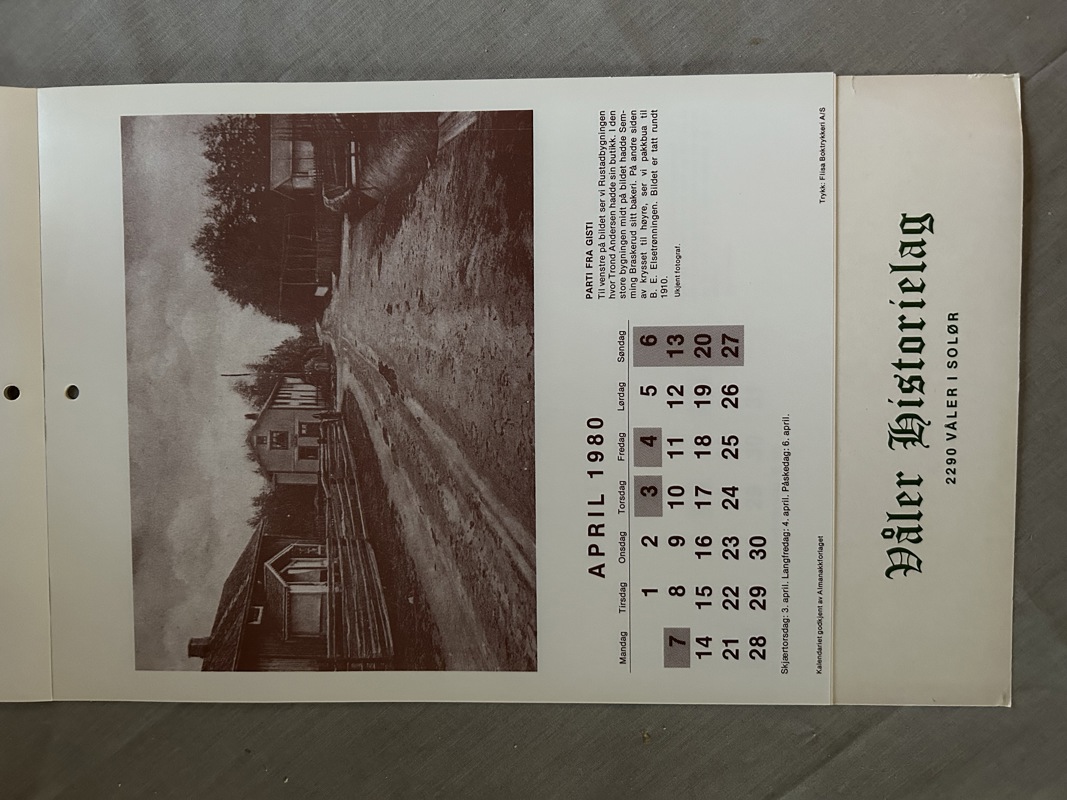 APRIL 1980
Mandag Tirsdag Onsdag Torsdag Fredag Lørdag Søndag
1 2 3 4 5 6
7 8 9 10 11 12 13
14 15 16 17 18 19 20
21 22 23 24 25 26 27
28 29 30
Skjærtorsdag: 3. april. Langfredag: 4. april. Påskedag: 6. april.
Kalendariet godkjent av Almanakkforlaget
PARTI FRA GISTI
Til venstre på bildet ser vi Rustadbygningen
hvor Trond Andersen hadde sin butikk. I den
store bygningen midt på bildet hadde Sem-
ming Braskerud sitt bakeri. På andre siden
av krysset til høyre, ser vi pakkbua til
B. E. Elsetrønningen. Bildet er tatt rundt
1910.
Ukjent fotograf.
Trykk: Flisa Boktrykkeri A/S
Våler Historielag
2290 VÅLER I SOLØR